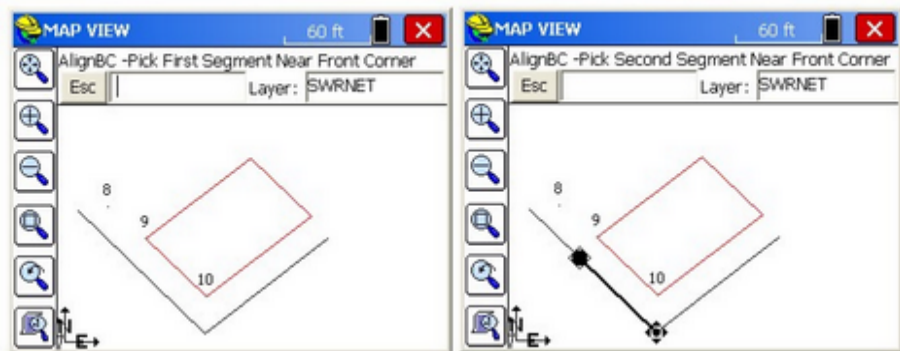 MAP VIEW
60 ft
AlignBC -Pick First Segment Near Front Corner
Esc
Layer: SWRNET
8
9
10
N
E
MAP VIEW
60 ft
AlignBC -Pick Second Segment Near Front Corner
Esc
Layer: SWRNET
8
9
10
N
E